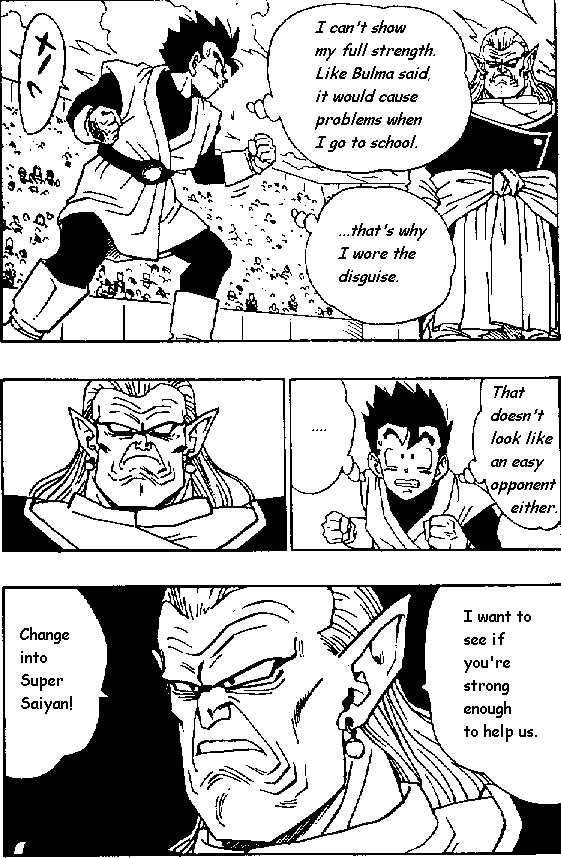 I can't show
my full strength.
Like Bulma said,
it would cause
problems when
I go to school.
...that's why
I wore the
disguise.
That
doesn't
look like
an easy
opponent
either.
....
I want to
see if
you're
strong
enough
to help us.
Change
into
Super
Saiyan!